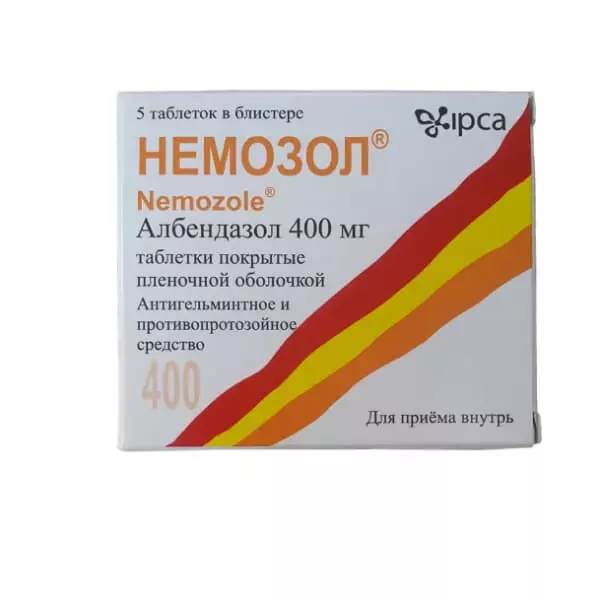 5 таблеток в блистере
ipca
НЕМОЗОЛ®
Nemozole®
Албендазол 400 мг
таблетки покрытые
пленочной оболочкой
Антигельминтное и
противопротозойное
средство
400
Для приёма внутрь